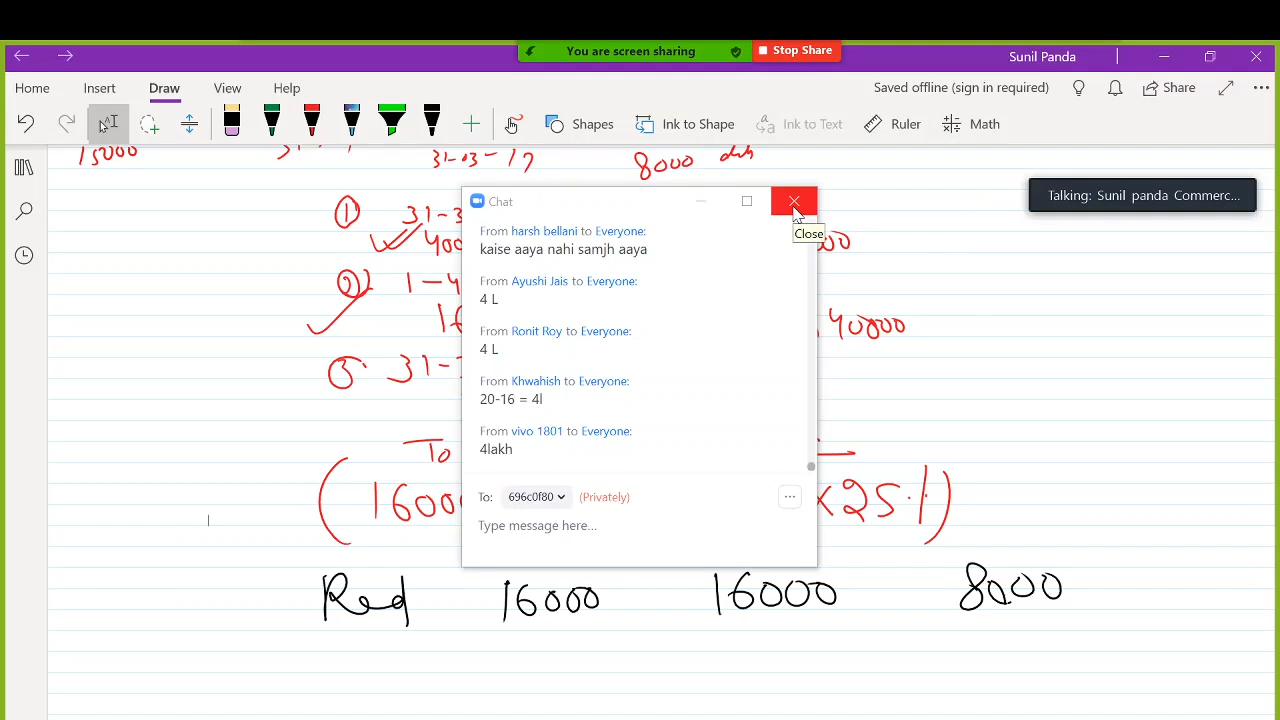 You are screen sharing
Stop Share
Sunil Panda
Home Insert Draw View Help
Saved offline (sign in required) Share
Shapes Ink to Shape Ink to Text Ruler Math
15000
31-03-17
8000
Talking: Sunil panda Commerc...
Chat
Close
From harsh bellani to Everyone:
kaise aaya nahi samjh aaya
From Ayushi Jais to Everyone:
4 L
From Ronit Roy to Everyone:
4 L
From Khwahish to Everyone:
20-16 = 4l
From vivo 1801 to Everyone:
4lakh
To: 696c0f80 (Privately)
Type message here...
① 31-3
② 1-4
40000
③ 31-
To
(16000 x25%)
Red 16000 16000 8000